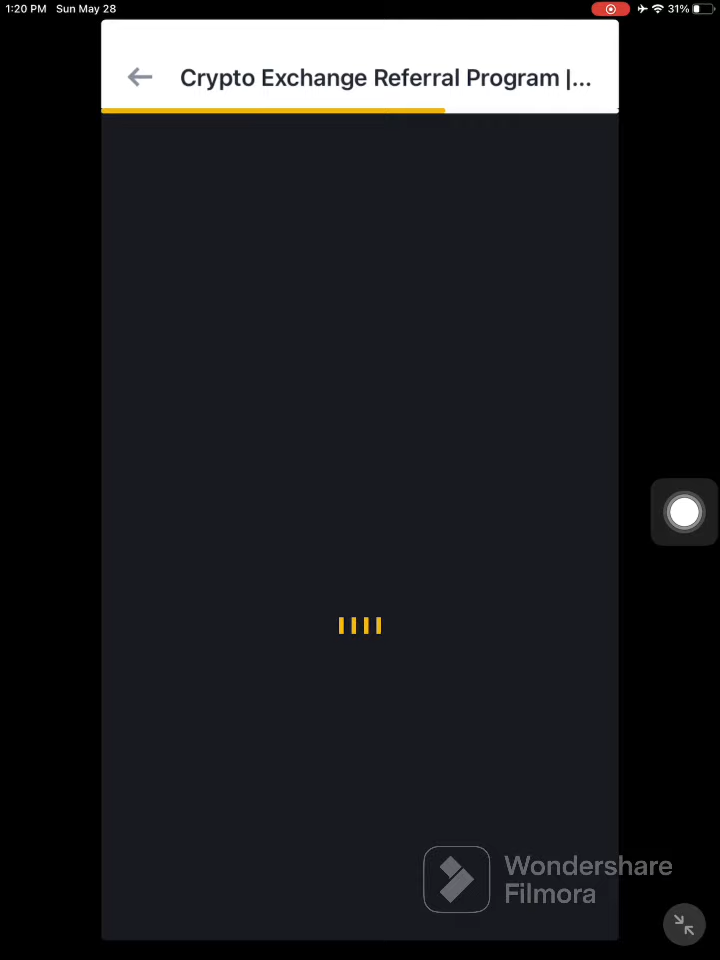 1:20 PM Sun May 28
31%
Crypto Exchange Referral Program |...
Wondershare
Filmora